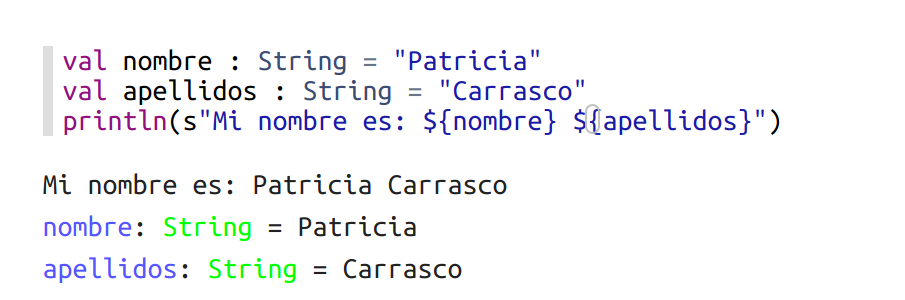 val nombre : String = "Patricia"
val apellidos : String = "Carrasco"
println(s"Mi nombre es: ${nombre} ${apellidos}")
Mi nombre es: Patricia Carrasco
nombre: String = Patricia
apellidos: String = Carrasco